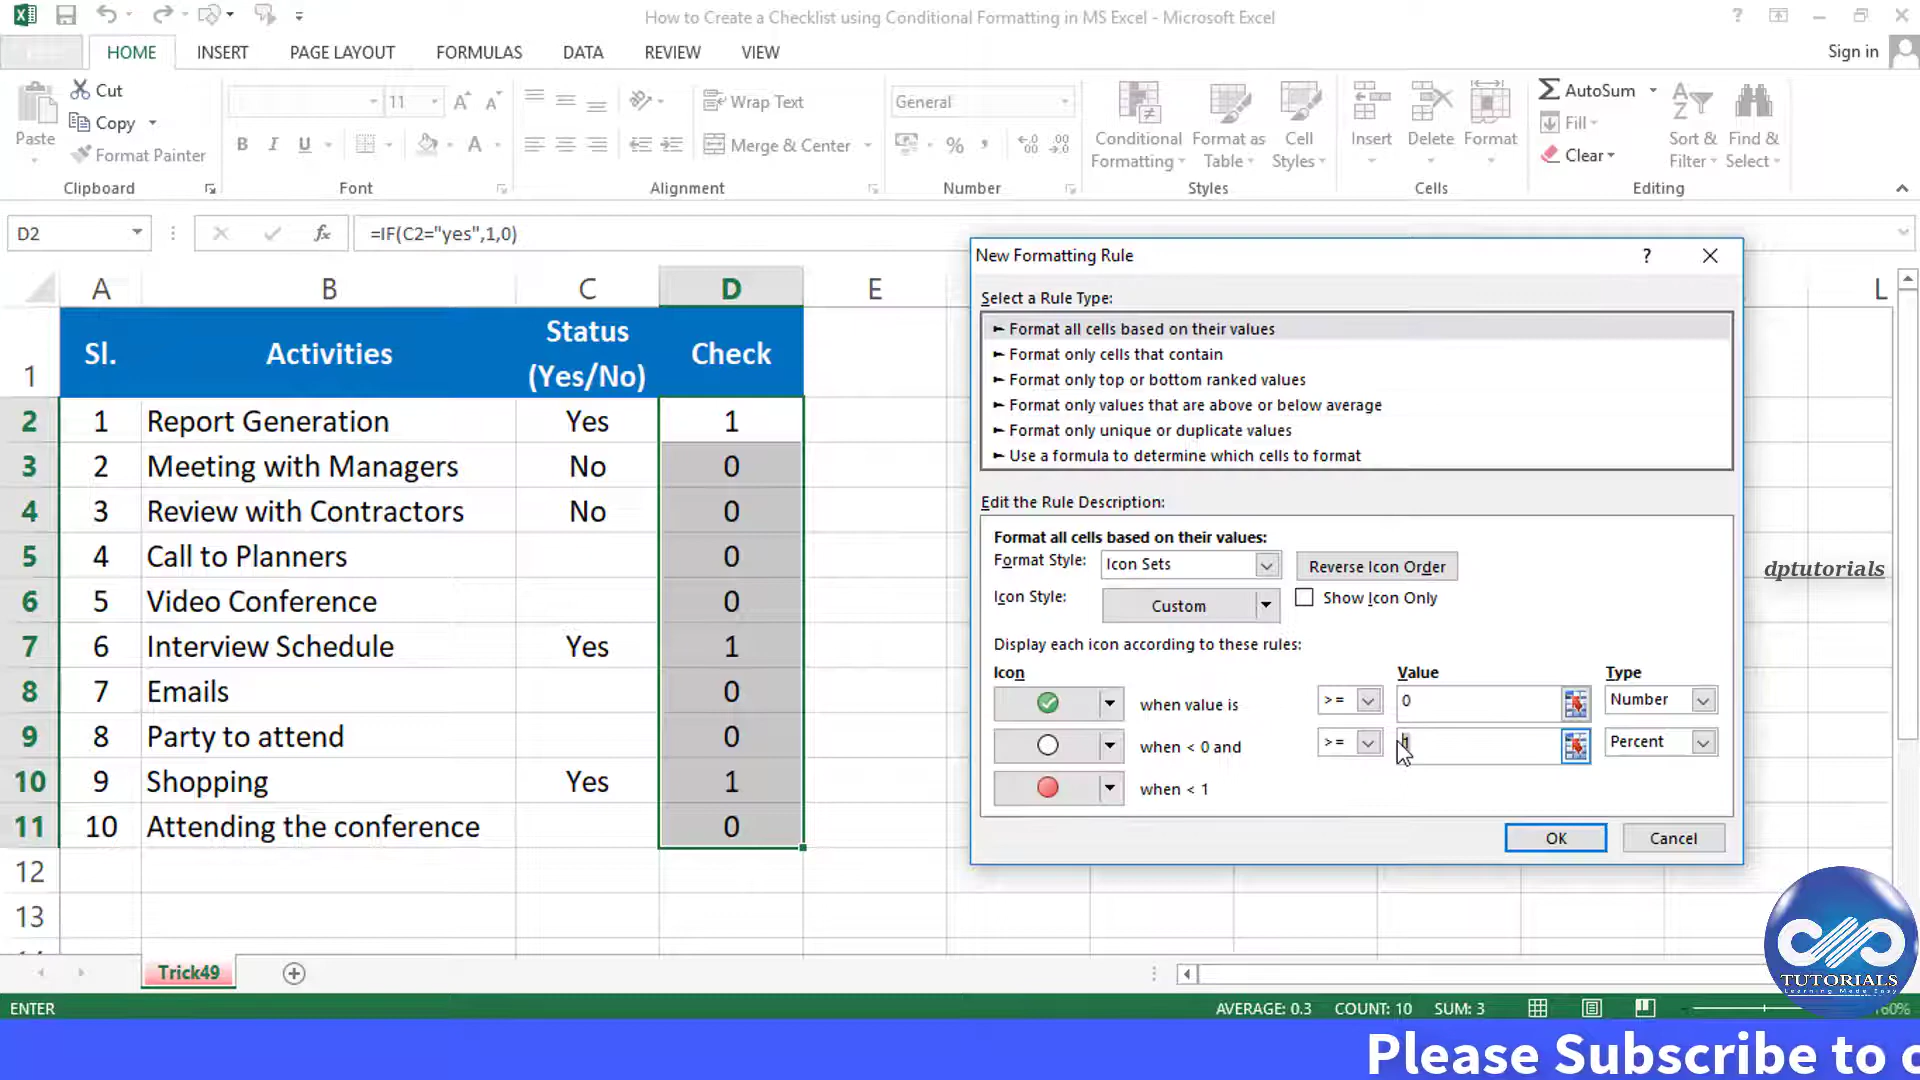 How to Create a Checklist using Conditional Formatting in MS Excel - Microsoft Excel
HOME INSERT PAGE LAYOUT FORMULAS DATA REVIEW VIEW Sign in
Paste
Cut
Copy
Format Painter
Clipboard
11
B I U
Font
Wrap Text
Merge & Center
Alignment
General
Number
Conditional Formatting
Format as Table
Cell Styles
Styles
Insert
Delete
Format
Cells
AutoSum
Fill
Clear
Sort & Filter
Find & Select
Editing
D2 fx =IF(C2="yes",1,0)
A B C D E L
1 Sl. Activities Status (Yes/No) Check
2 1 Report Generation Yes 1
3 2 Meeting with Managers No 0
4 3 Review with Contractors No 0
5 4 Call to Planners 0
6 5 Video Conference 0
7 6 Interview Schedule Yes 1
8 7 Emails 0
9 8 Party to attend 0
10 9 Shopping Yes 1
11 10 Attending the conference 0
12
13
New Formatting Rule ?
Select a Rule Type:
► Format all cells based on their values
► Format only cells that contain
► Format only top or bottom ranked values
► Format only values that are above or below average
► Format only unique or duplicate values
► Use a formula to determine which cells to format
Edit the Rule Description:
Format all cells based on their values:
Format Style: Icon Sets Reverse Icon Order
Icon Style: Custom Show Icon Only
Display each icon according to these rules:
Icon Value Type
when value is >= 0 Number
when < 0 and >= Percent
when < 1
OK Cancel
dptutorials
Trick49
TUTORIALS
Learning Made Easy
ENTER AVERAGE: 0.3 COUNT: 10 SUM: 3
Please Subscribe to